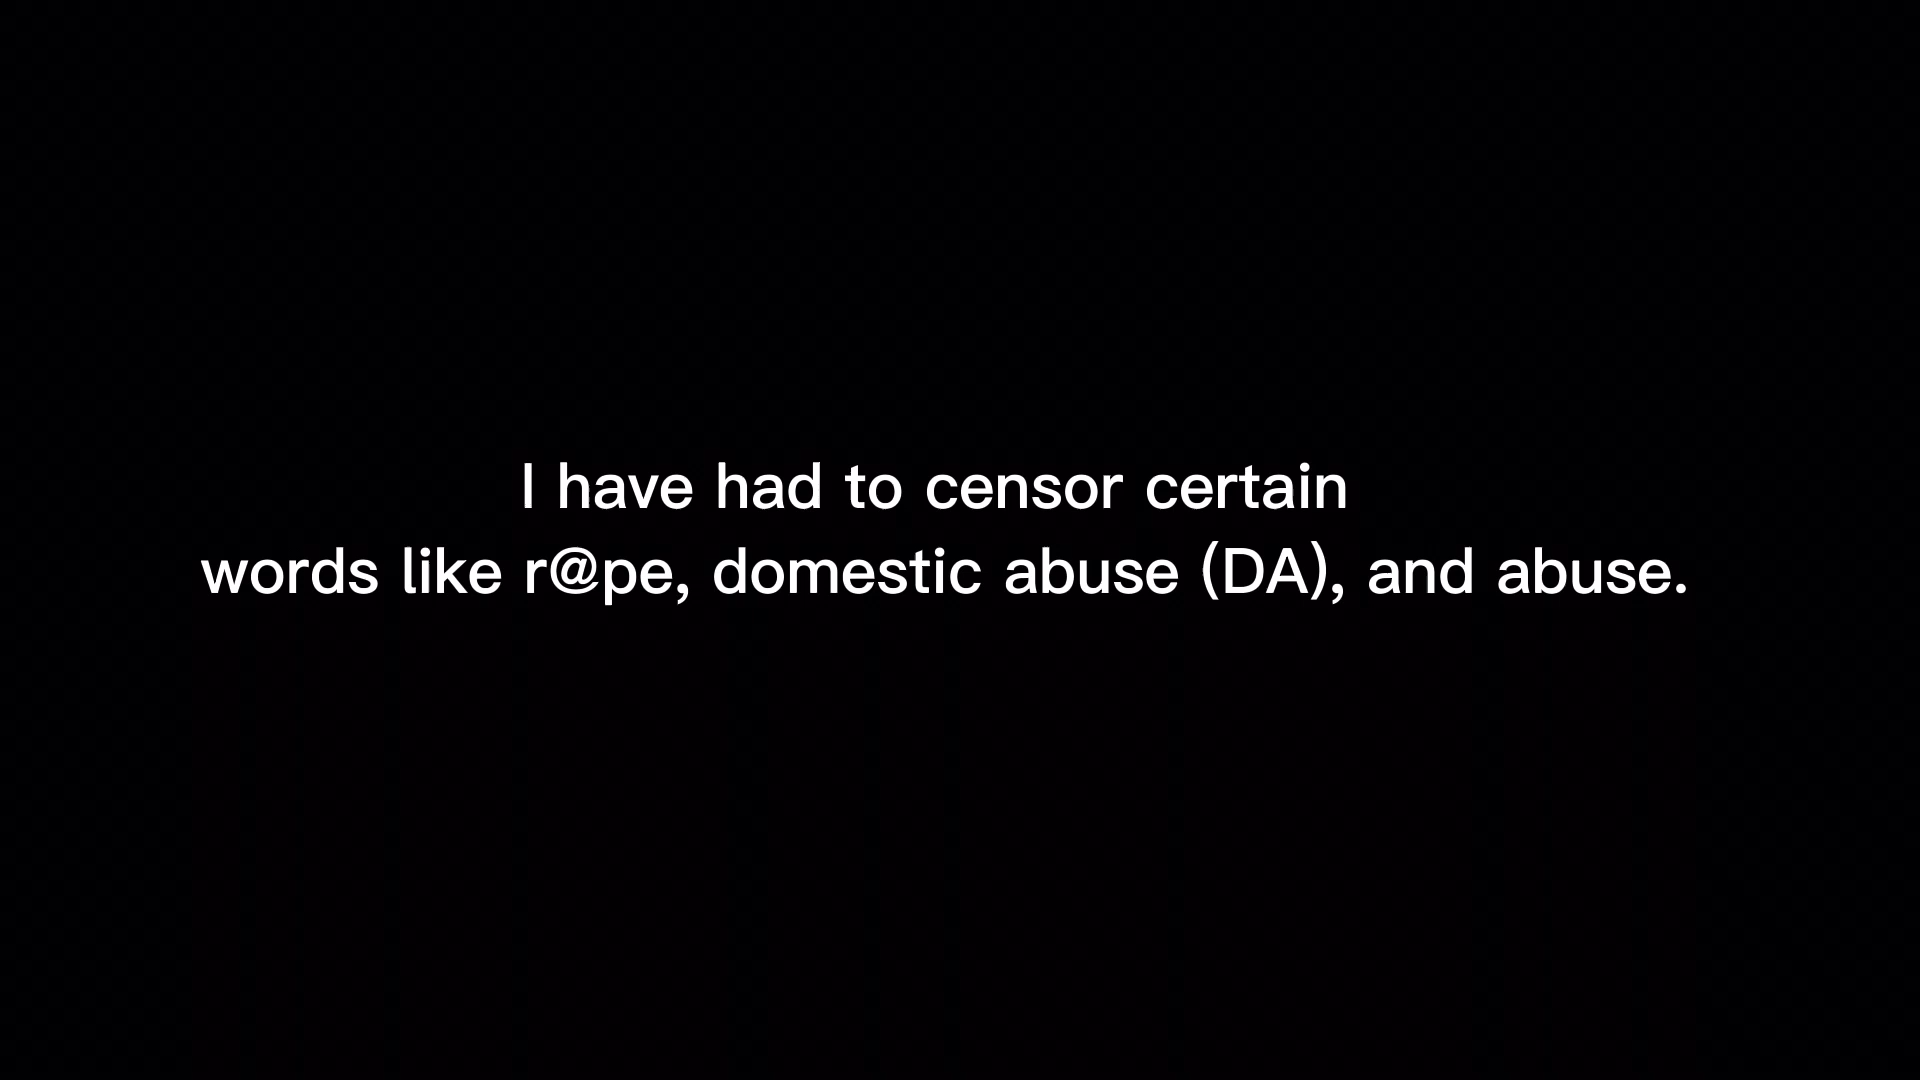 I have had to censor certain
words like r@pe, domestic abuse (DA), and abuse.